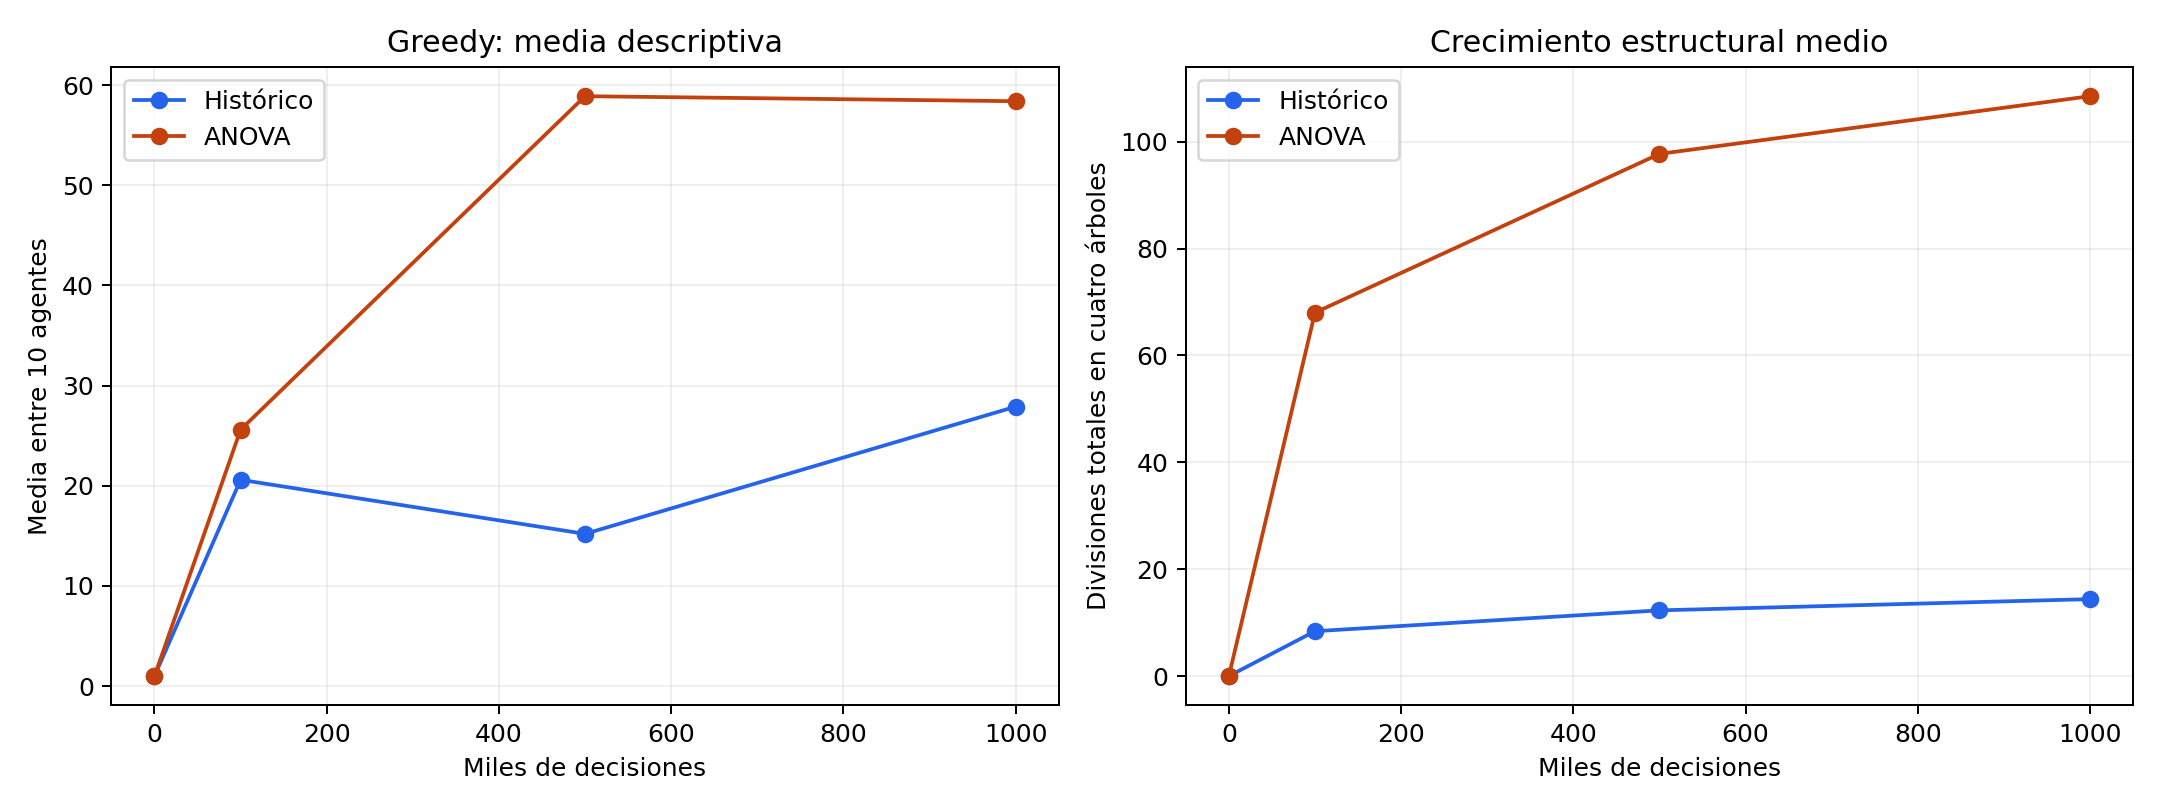 Greedy: media descriptiva
Histórico
ANOVA
60
50
40
30
20
10
0
Media entre 10 agentes
0 200 400 600 800 1000
Miles de decisiones
Crecimiento estructural medio
Histórico
ANOVA
100
80
60
40
20
0
Divisiones totales en cuatro árboles
0 200 400 600 800 1000
Miles de decisiones